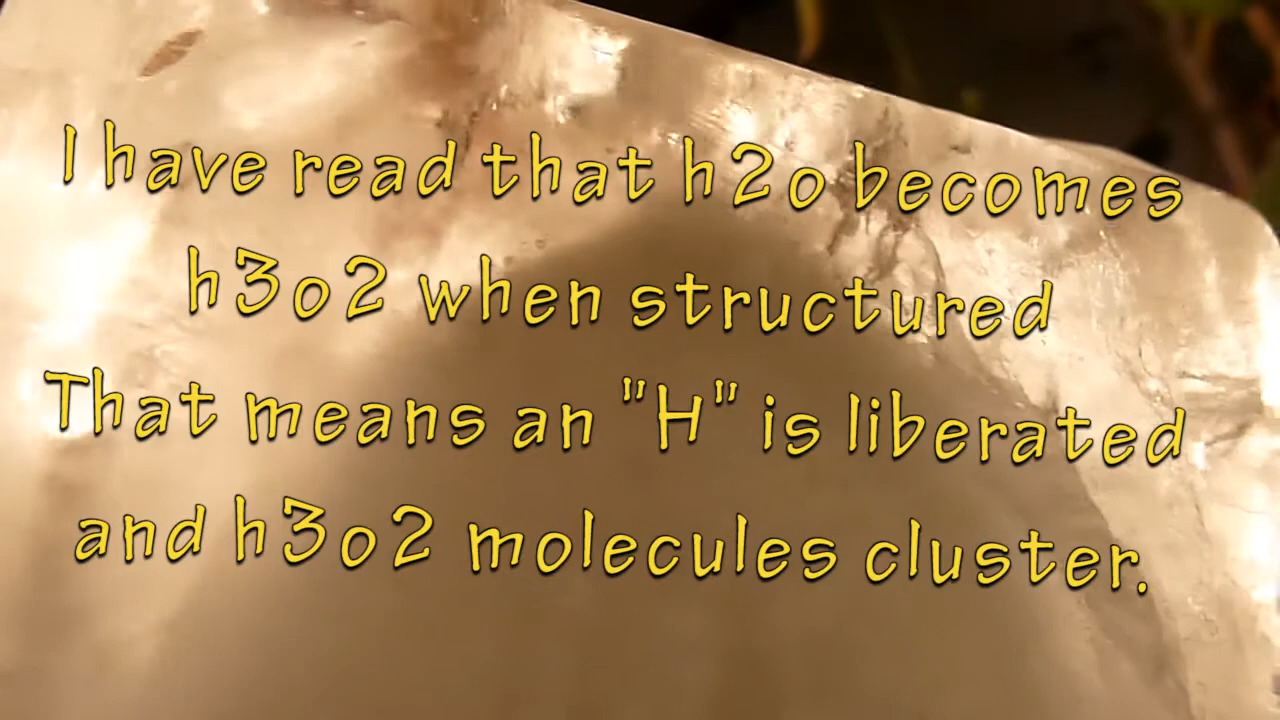 I have read that h2o becomes
h3o2 when structured
That means an "H" is liberated
and h3o2 molecules cluster.